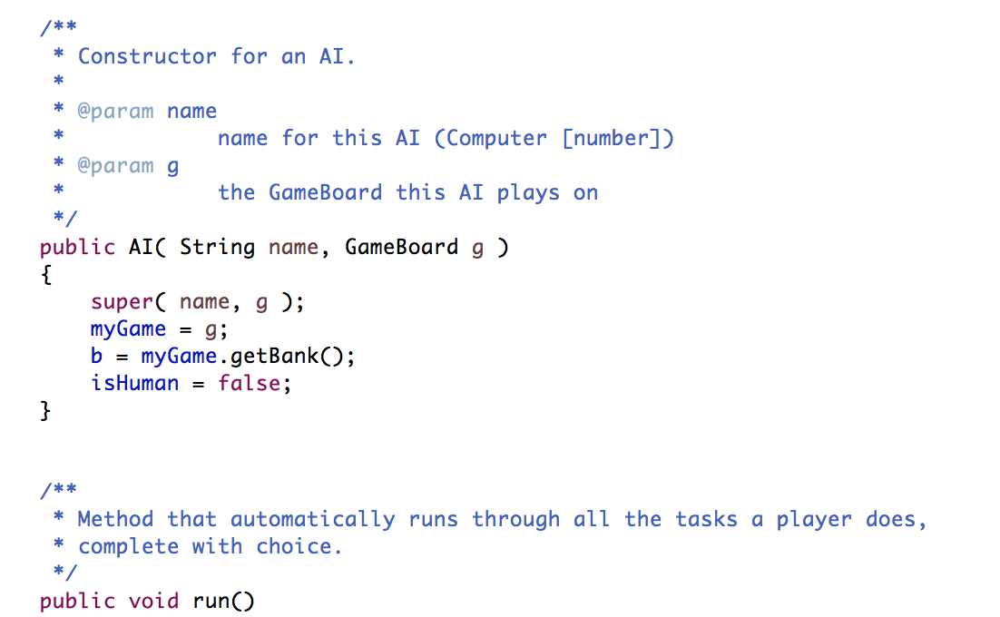 /**
 * Constructor for an AI.
 *
 * @param name
 *            name for this AI (Computer [number])
 * @param g
 *            the GameBoard this AI plays on
 */
public AI( String name, GameBoard g )
{
    super( name, g );
    myGame = g;
    b = myGame.getBank();
    isHuman = false;
}
/**
 * Method that automatically runs through all the tasks a player does,
 * complete with choice.
 */
public void run()